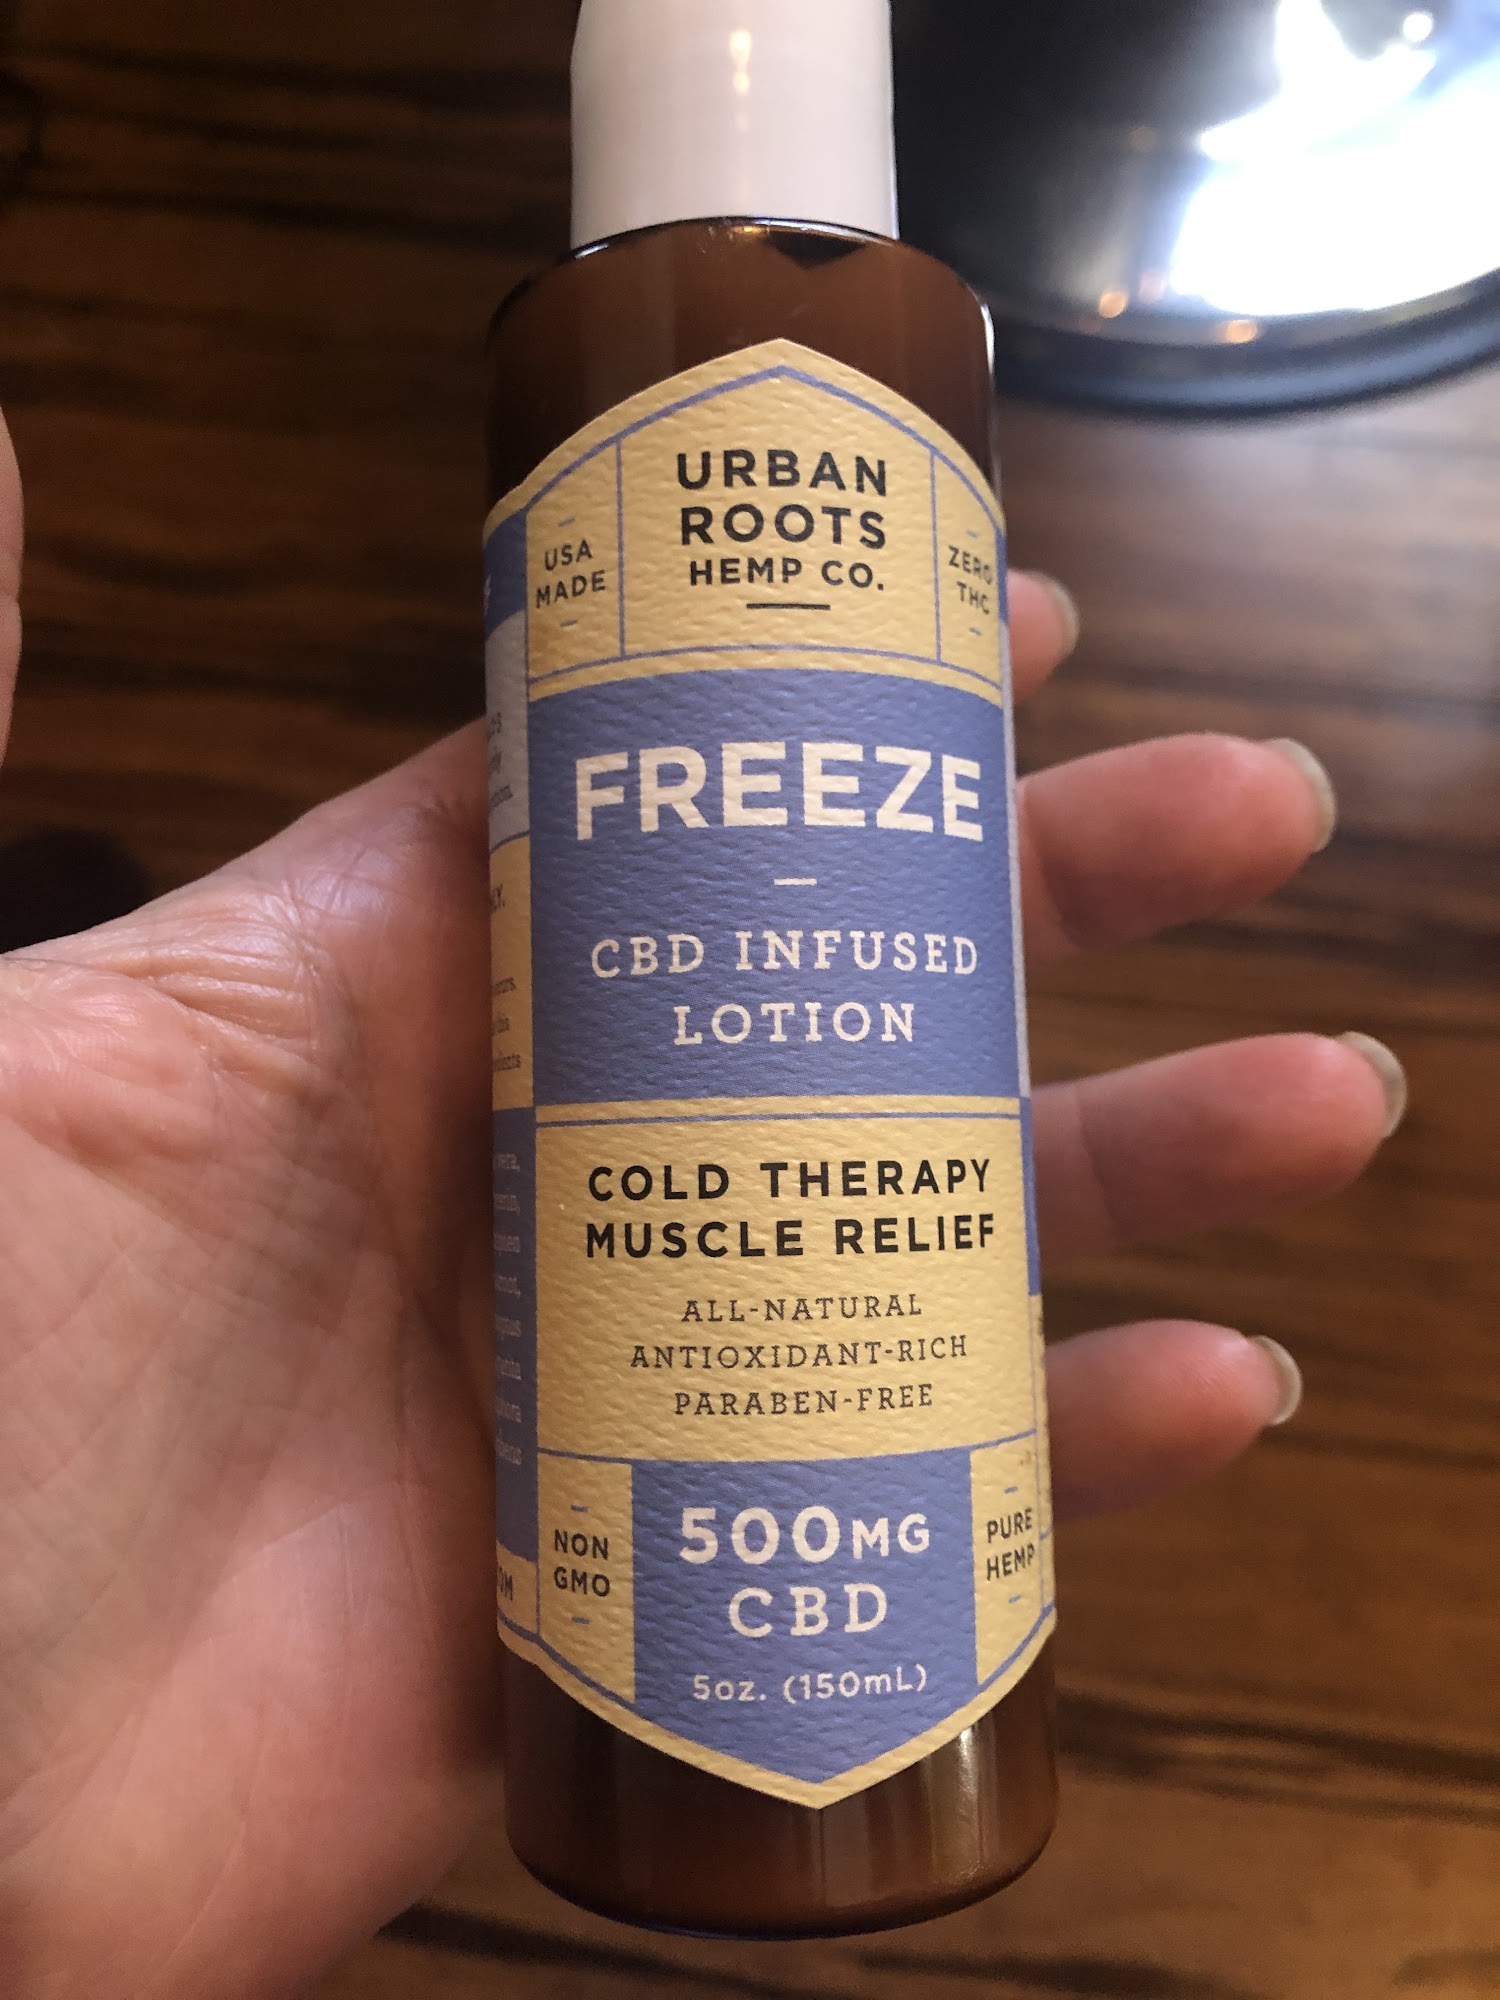 URBAN
ROOTS
HEMP CO.
USA
MADE
ZERO
THC
FREEZE
CBD INFUSED
LOTION
COLD THERAPY
MUSCLE RELIEF
ALL-NATURAL
ANTIOXIDANT-RICH
PARABEN-FREE
NON
GMO
500MG
CBD
5oz. (150mL)
PURE
HEMP